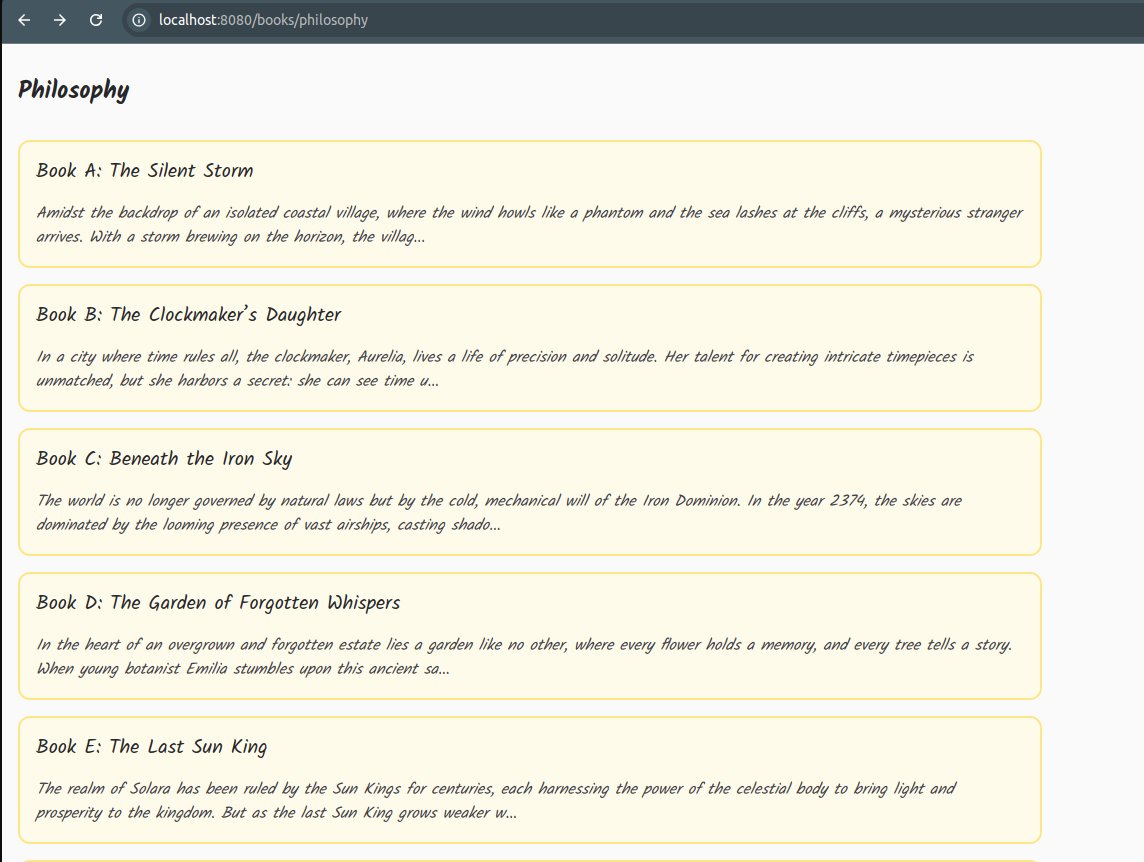 localhost:8080/books/philosophy
Philosophy
Book A: The Silent Storm
Amidst the backdrop of an isolated coastal village, where the wind howls like a phantom and the sea lashes at the cliffs, a mysterious stranger
arrives. With a storm brewing on the horizon, the villag...
Book B: The Clockmaker’s Daughter
In a city where time rules all, the clockmaker, Aurelia, lives a life of precision and solitude. Her talent for creating intricate timepieces is
unmatched, but she harbors a secret: she can see time u...
Book C: Beneath the Iron Sky
The world is no longer governed by natural laws but by the cold, mechanical will of the Iron Dominion. In the year 2374, the skies are
dominated by the looming presence of vast airships, casting shado...
Book D: The Garden of Forgotten Whispers
In the heart of an overgrown and forgotten estate lies a garden like no other, where every flower holds a memory, and every tree tells a story.
When young botanist Emilia stumbles upon this ancient sa...
Book E: The Last Sun King
The realm of Solara has been ruled by the Sun Kings for centuries, each harnessing the power of the celestial body to bring light and
prosperity to the kingdom. But as the last Sun King grows weaker w...